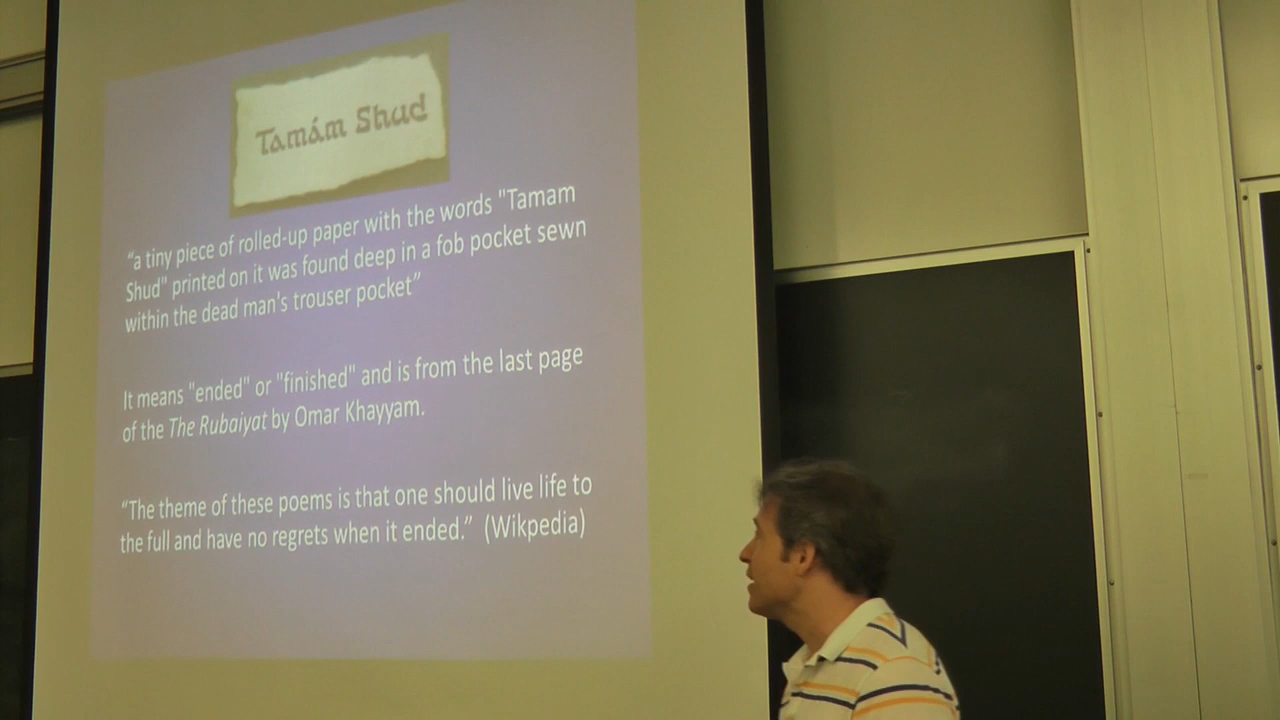 Tamám Shud
“a tiny piece of rolled-up paper with the words "Tamam
Shud" printed on it was found deep in a fob pocket sewn
within the dead man's trouser pocket”
It means "ended" or "finished" and is from the last page
of the The Rubaiyat by Omar Khayyam.
“The theme of these poems is that one should live life to
the full and have no regrets when it ended.” (Wikpedia)